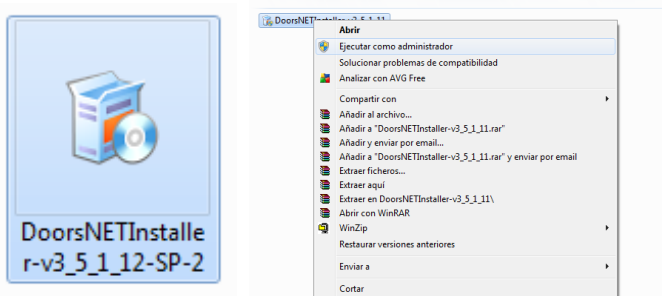 DoorsNETInstalle
r-v3_5_1_12-SP-2
DoorsNETInstaller-v3_5_1_11
Abrir
Ejecutar como administrador
Solucionar problemas de compatibilidad
Analizar con AVG Free
Compartir con
Añadir al archivo...
Añadir a "DoorsNETInstaller-v3_5_1_11.rar"
Añadir y enviar por email...
Añadir a "DoorsNETInstaller-v3_5_1_11.rar" y enviar por email
Extraer ficheros...
Extraer aquí
Extraer en DoorsNETInstaller-v3_5_1_11\
Abrir con WinRAR
WinZip
Restaurar versiones anteriores
Enviar a
Cortar